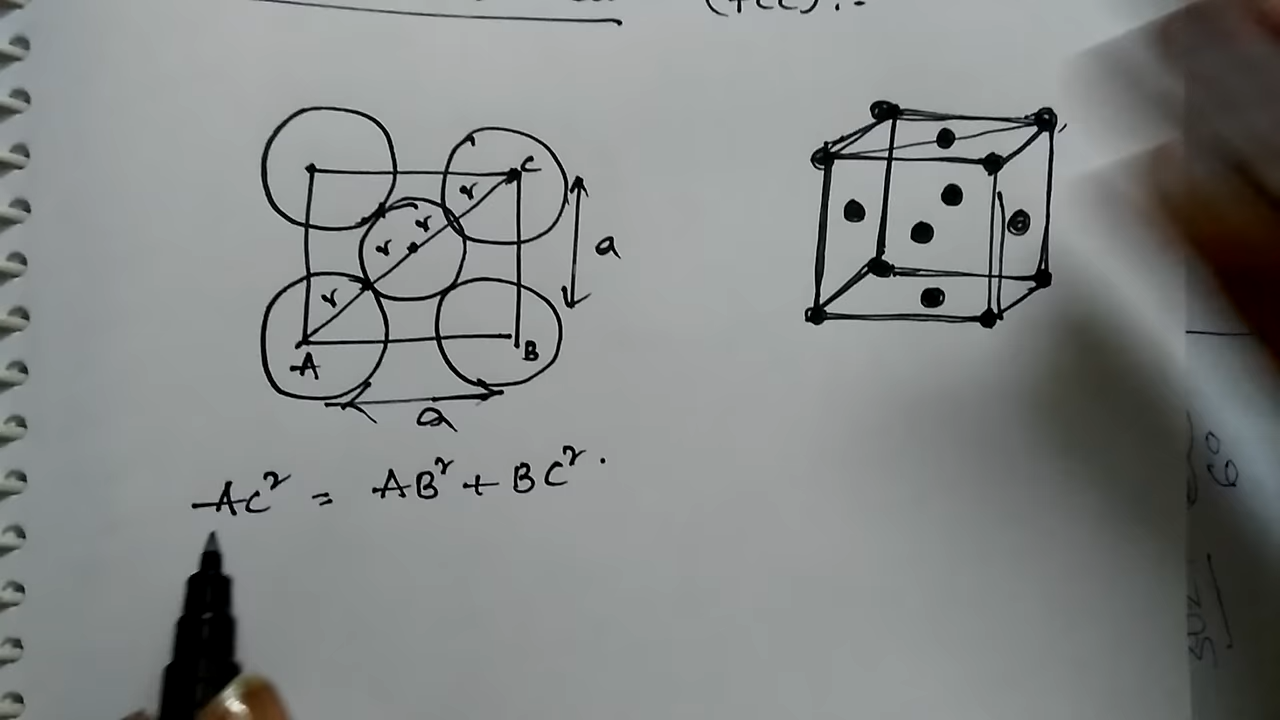 (FCC):-
C
r
r
r
a
r
A
B
a
AC² = AB² + BC².